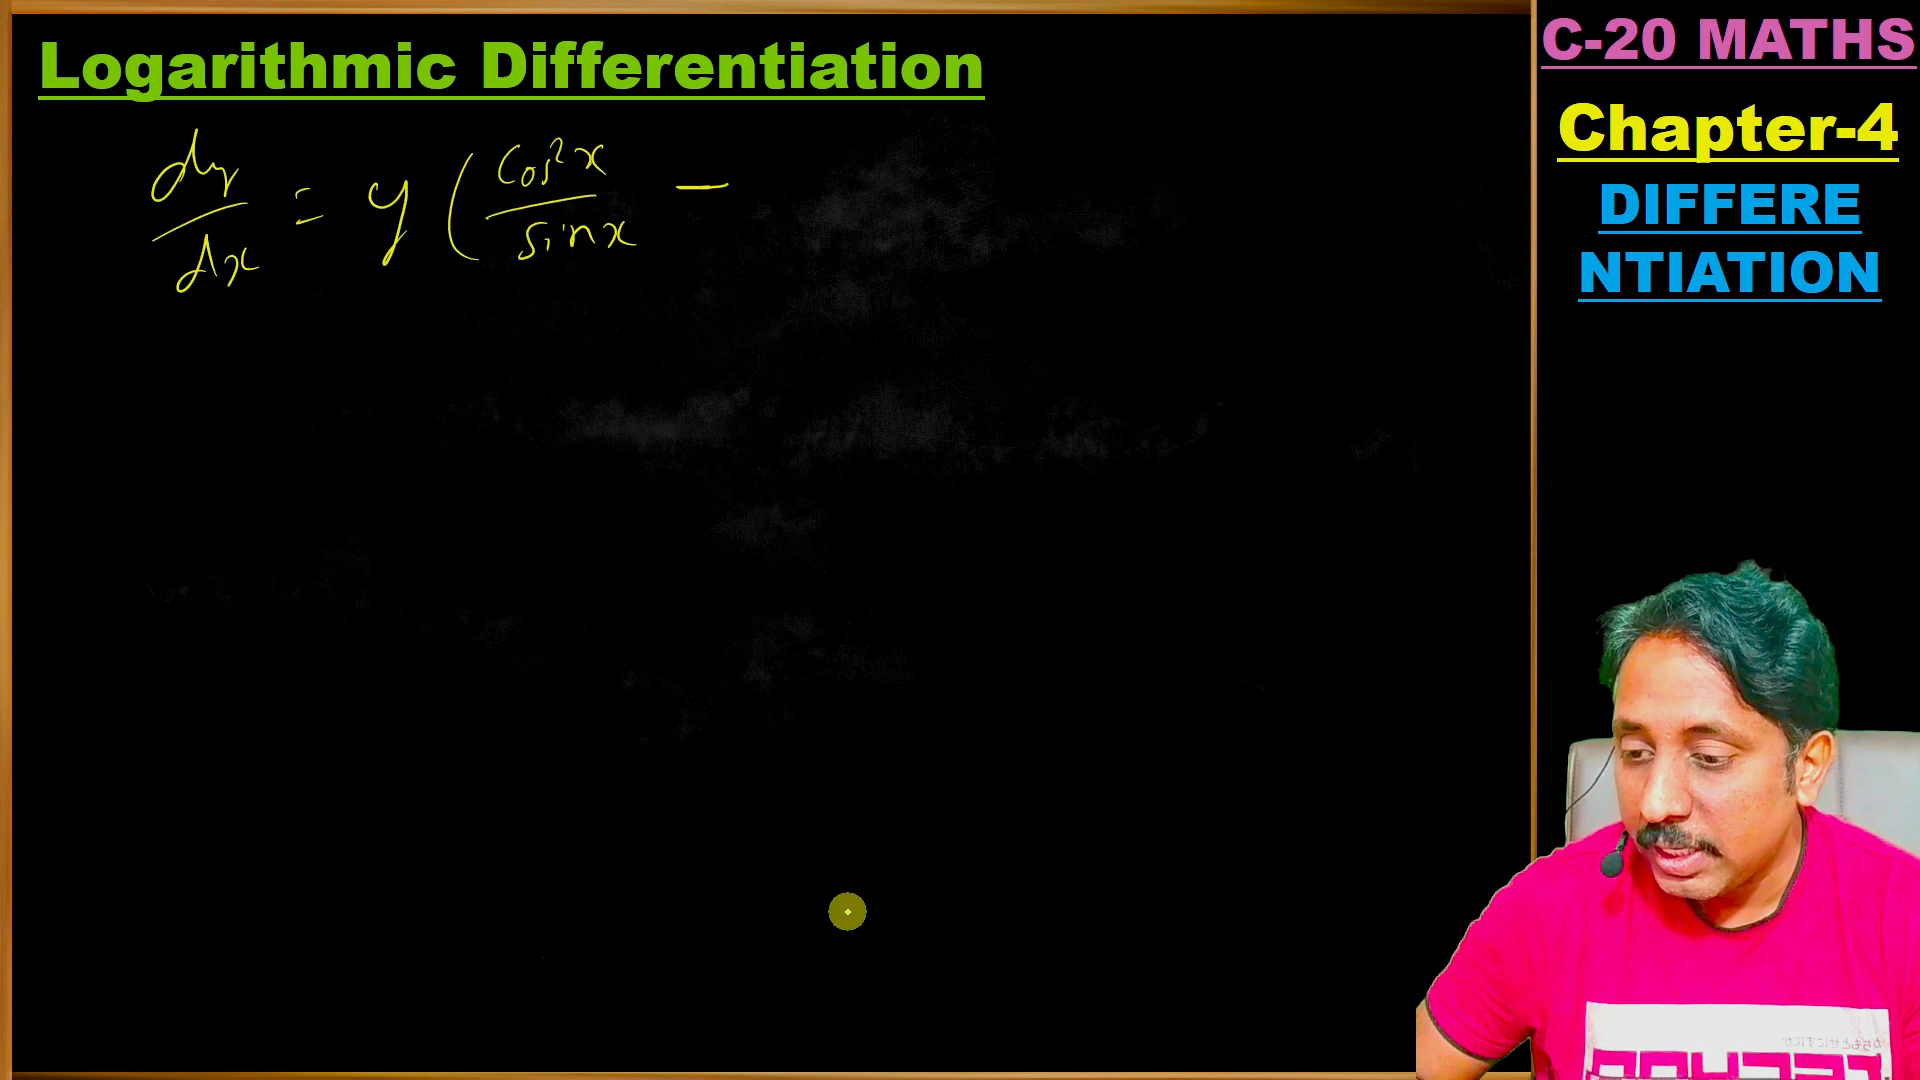 Logarithmic Differentiation
dy/dx = y ( cos²x/sinx −
C-20 MATHS
Chapter-4
DIFFERE
NTIATION